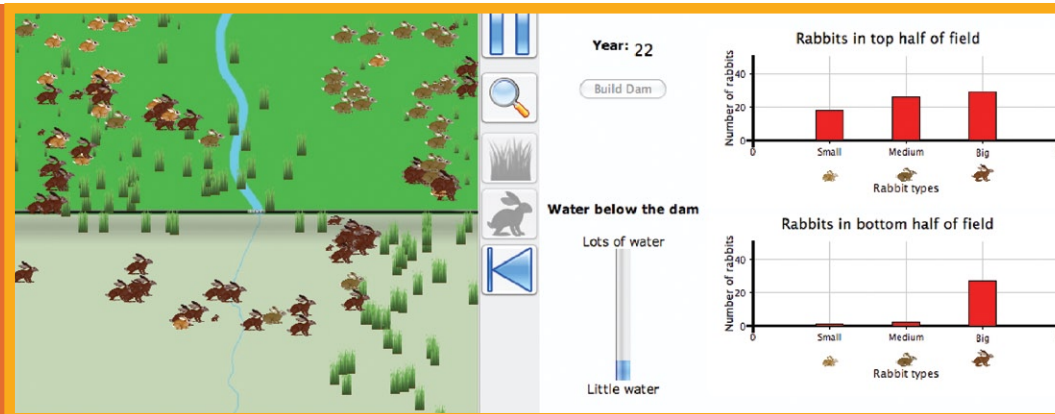 Year: 22
Build Dam
Water below the dam
Lots of water
Little water
Rabbits in top half of field
Number of rabbits
40
20
0
0
Small
Medium
Big
Rabbit types
Rabbits in bottom half of field
Number of rabbits
40
20
0
0
Small
Medium
Big
Rabbit types